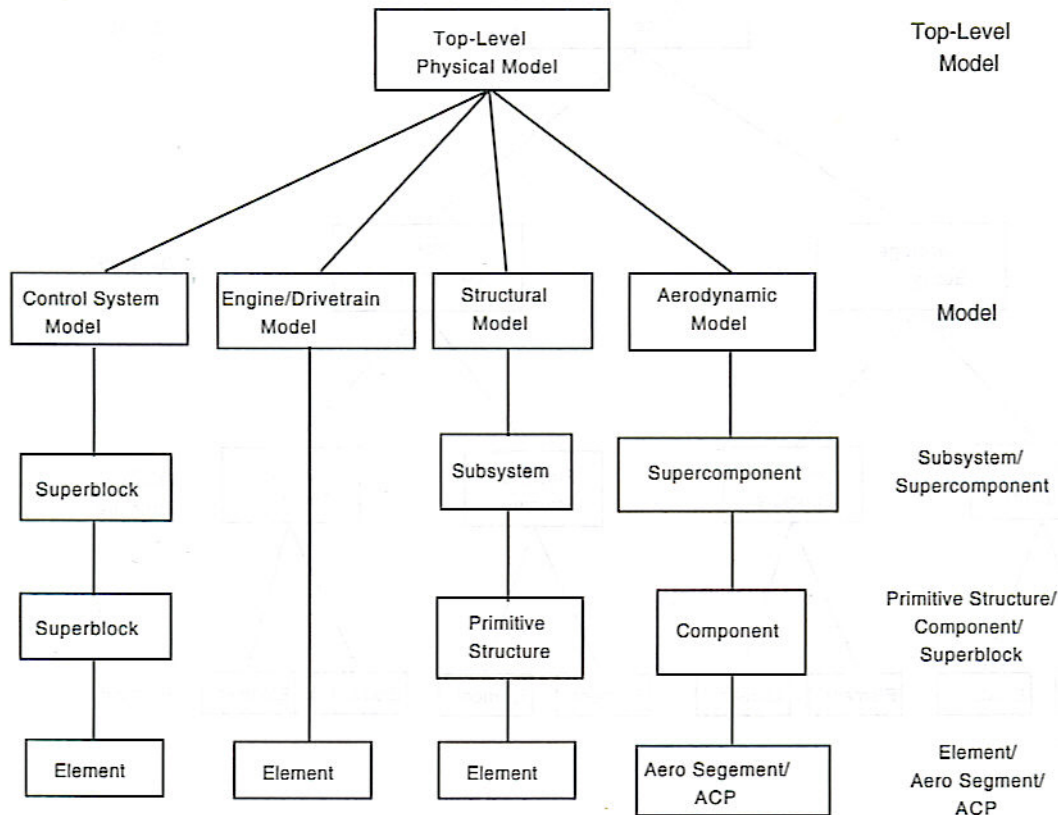 Top-Level
Physical Model
Top-Level
Model
Control System
Model
Engine/Drivetrain
Model
Structural
Model
Aerodynamic
Model
Model
Superblock
Subsystem
Supercomponent
Subsystem/
Supercomponent
Superblock
Primitive
Structure
Component
Primitive Structure/
Component/
Superblock
Element
Element
Element
Aero Segement/
ACP
Element/
Aero Segment/
ACP